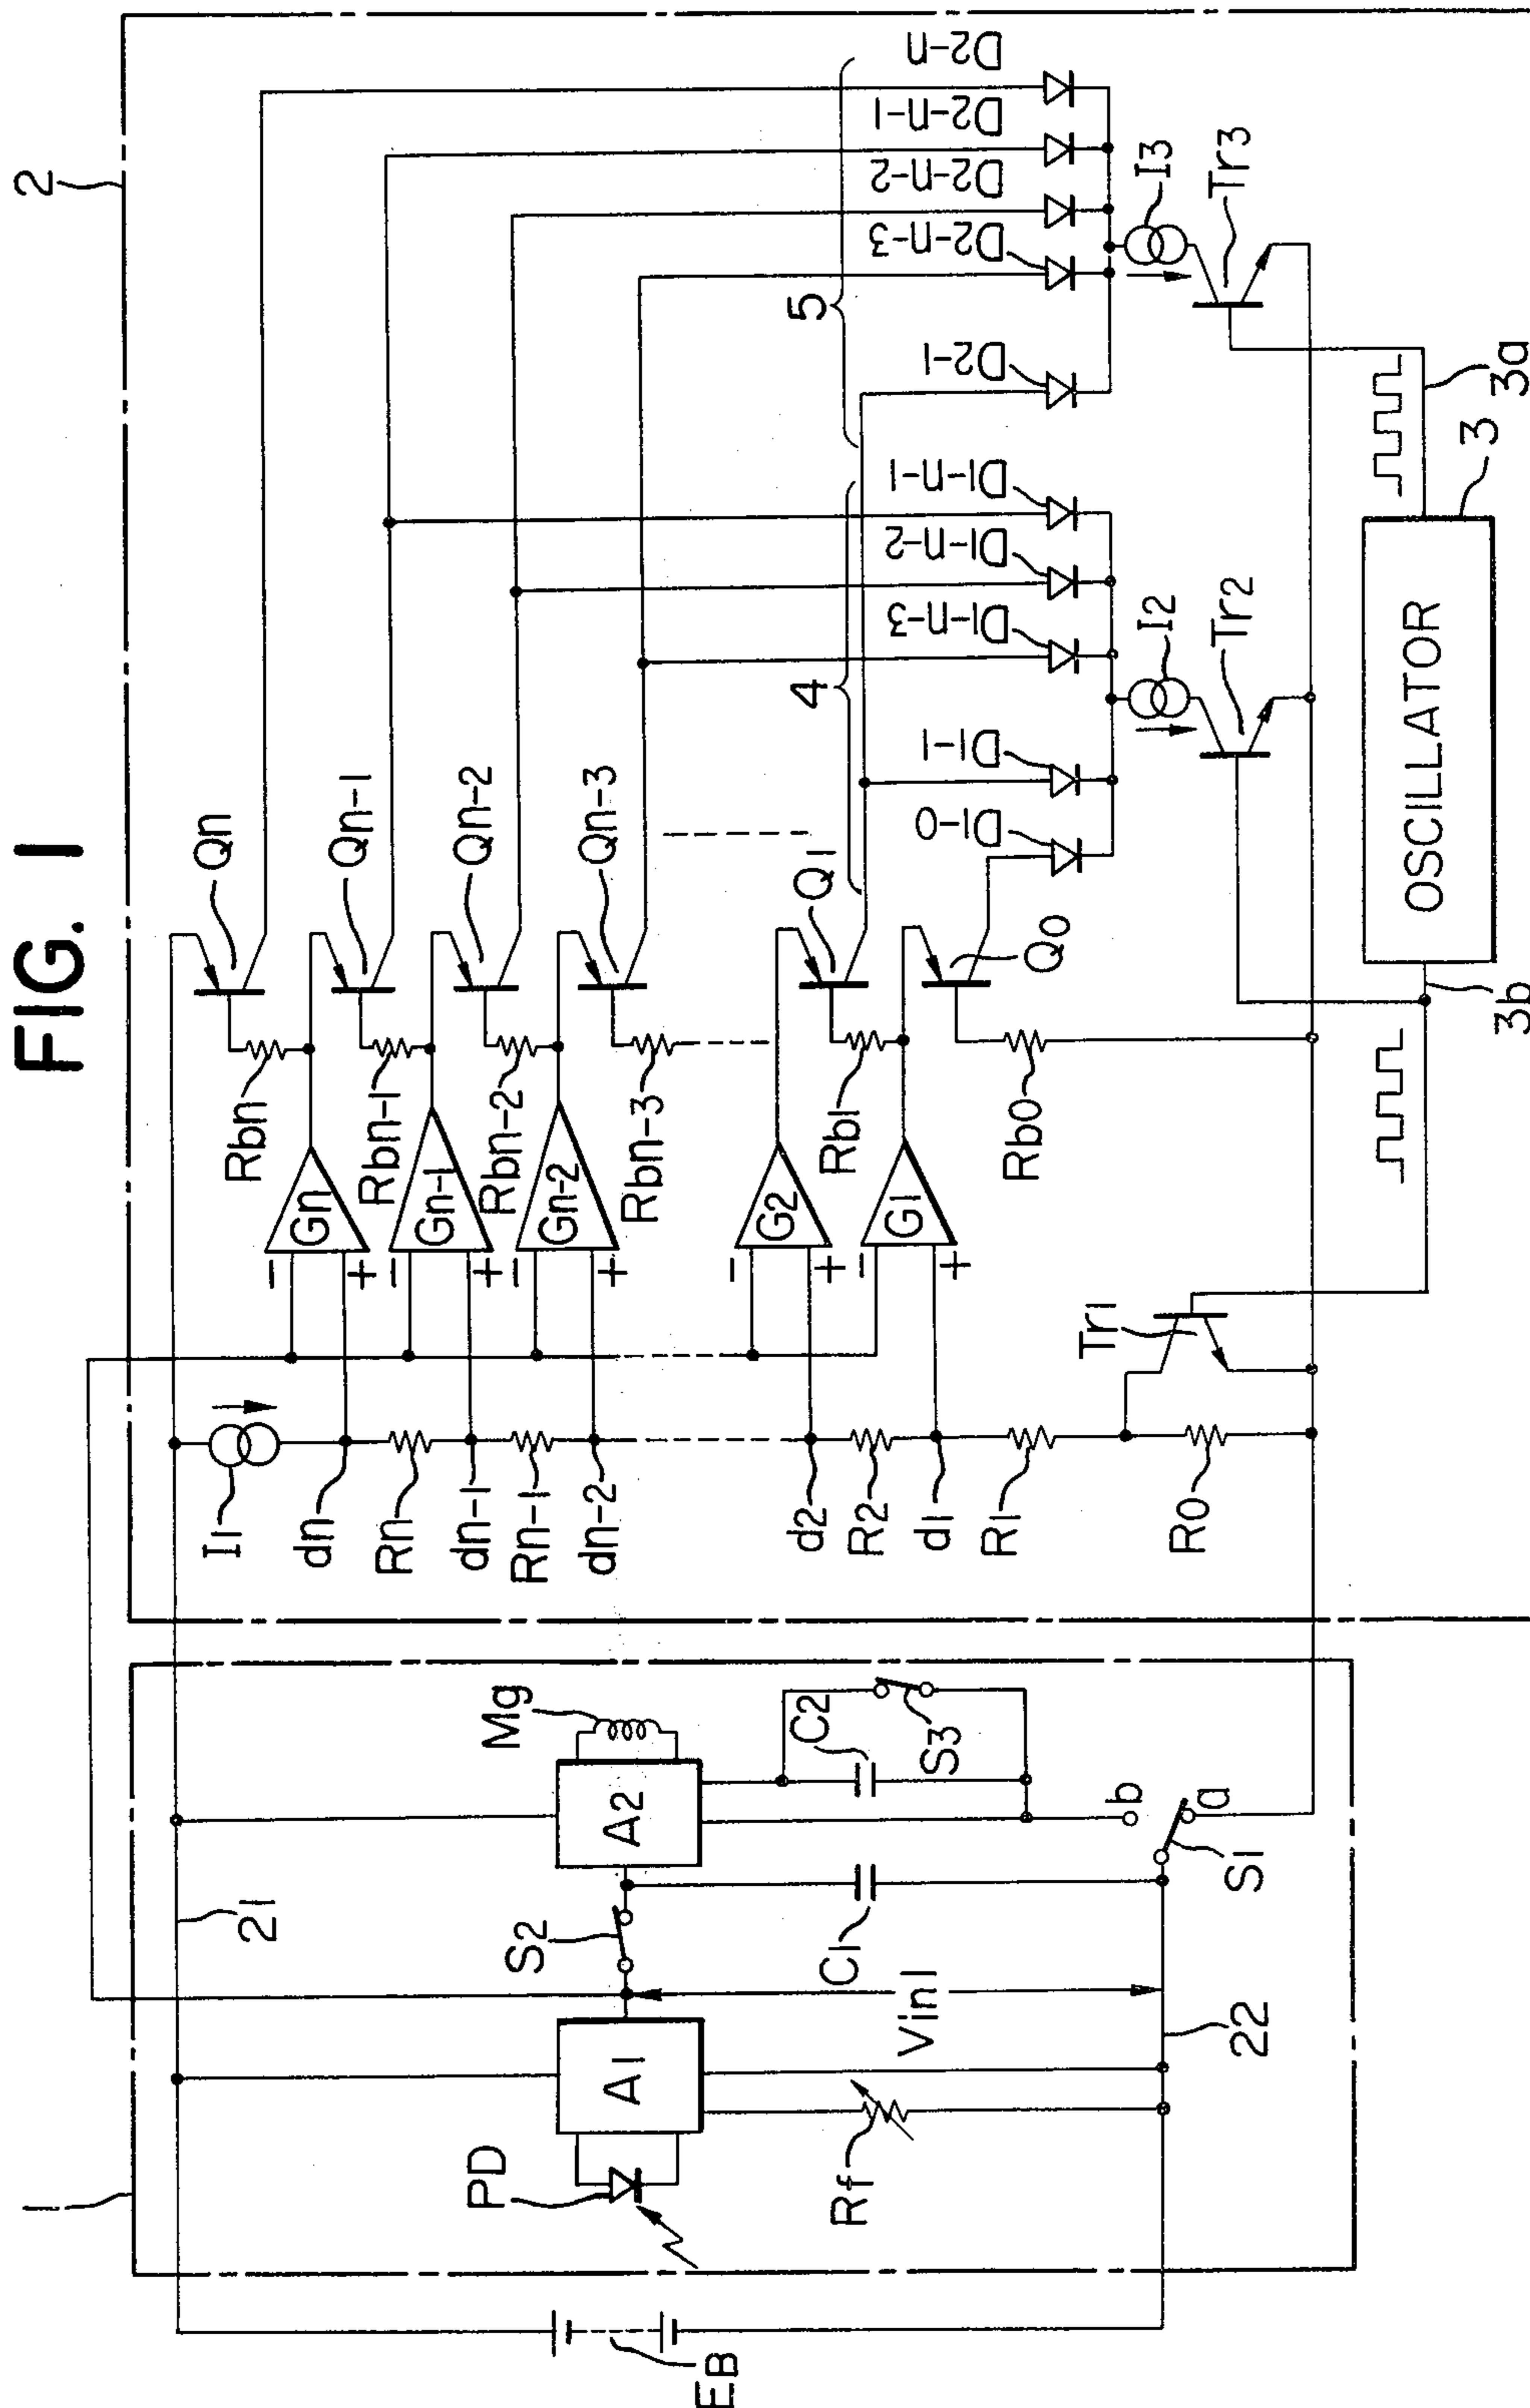 FIG. 1
1
2
EB
21
22
PD
A1
Rf
Vin1
S2
C1
A2
Mg
C2
S3
S1
b
a
I1
dn
Rn
dn-1
Rn-1
dn-2
d2
R2
d1
R1
R0
Tr1
Gn
-
+
Gn-1
-
+
Gn-2
-
+
G2
-
+
G1
-
+
Rbn
Rbn-1
Rbn-2
Rbn-3
Rb1
Rb0
Qn
Qn-1
Qn-2
Qn-3
Q1
Q0
4
5
D1-0
D1-1
D1-n-3
D1-n-2
D1-n-1
D2-1
D2-n-3
D2-n-2
D2-n-1
D2-n
I2
Tr2
I3
Tr3
3b
OSCILLATOR
3
3a